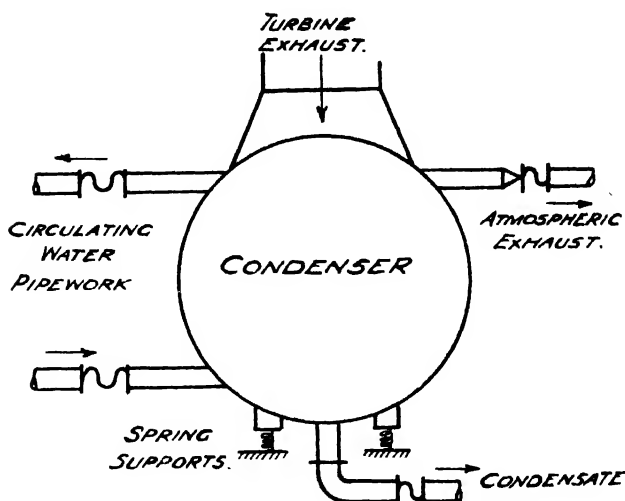 TURBINE
EXHAUST.
CIRCULATING
WATER
PIPEWORK
ATMOSPHERIC
EXHAUST.
CONDENSER
SPRING
SUPPORTS.
CONDENSATE